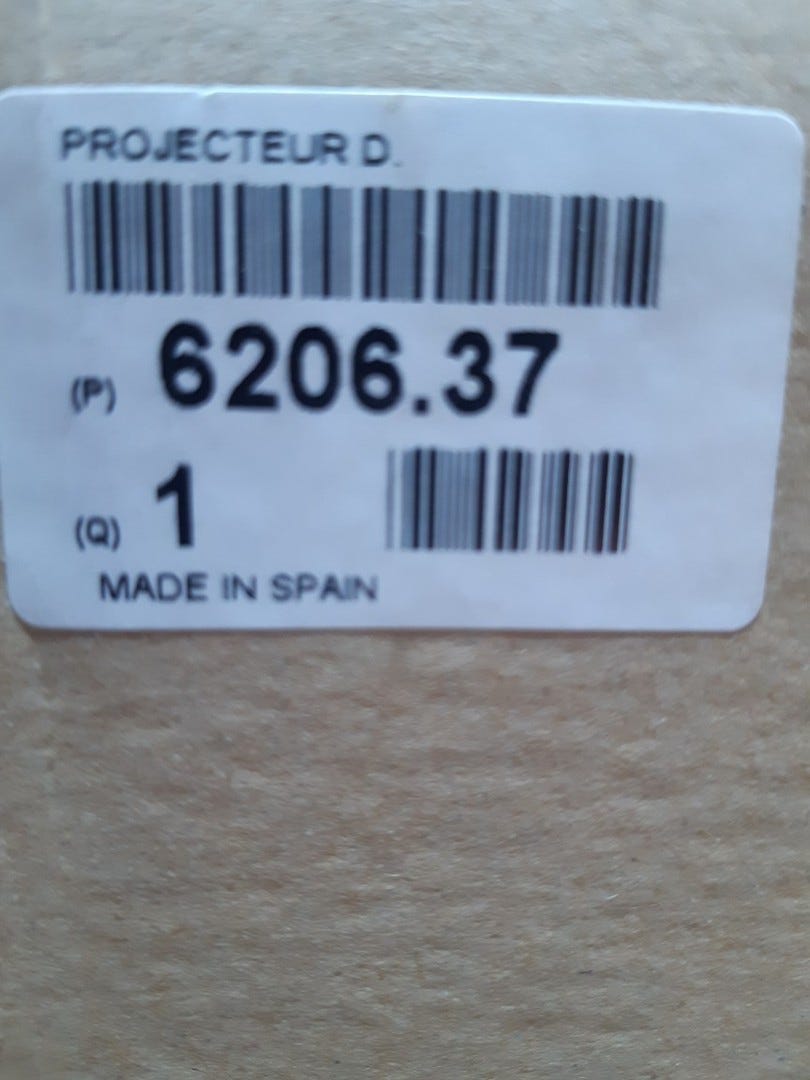 PROJECTEUR D.
(P) 6206.37
(Q) 1
MADE IN SPAIN